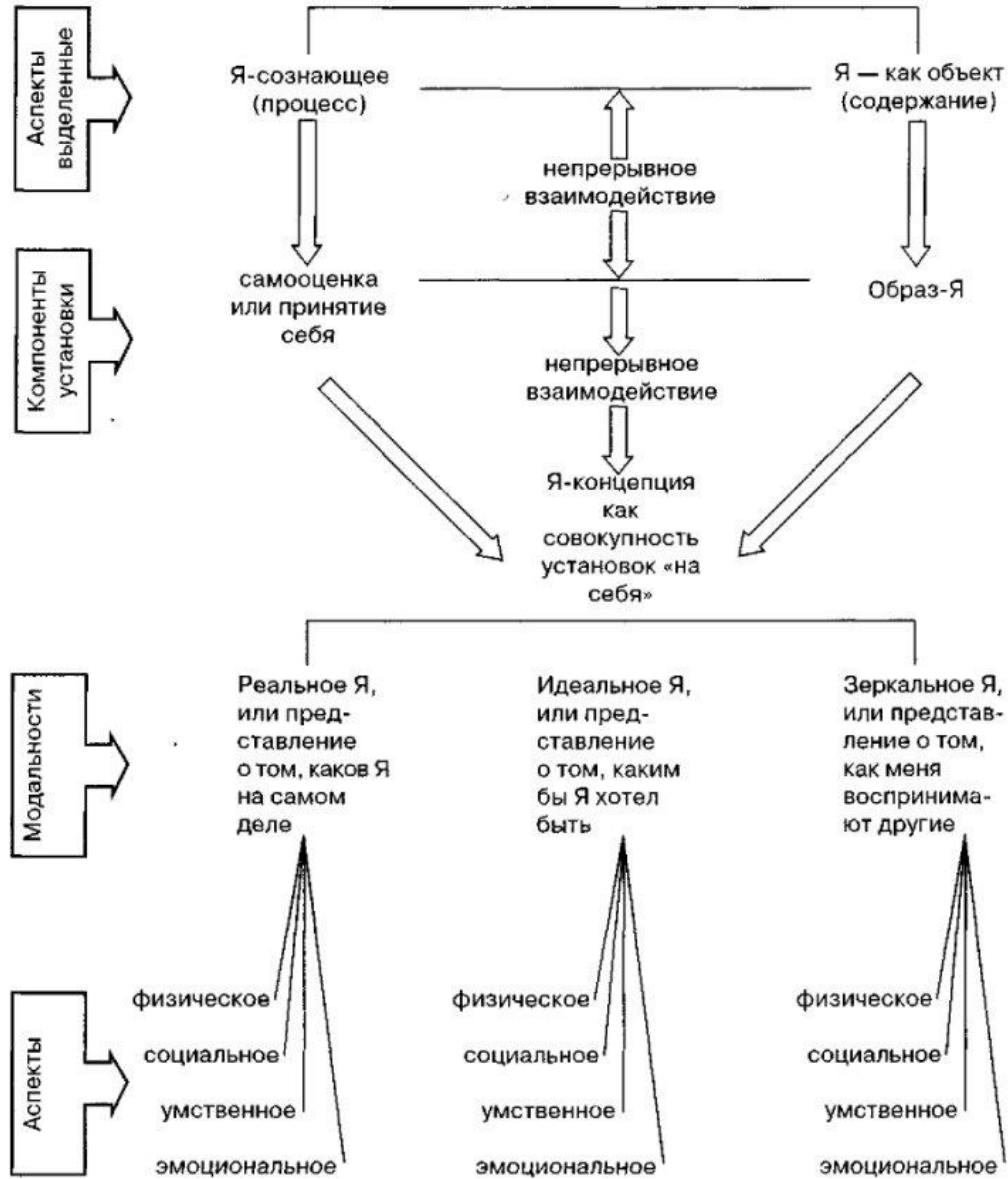 Аспекты
выделенные
Я-сознающее
(процесс)
Я — как объект
(содержание)
непрерывное
взаимодействие
Компоненты
установки
самооценка
или принятие
себя
Образ-Я
непрерывное
взаимодействие
Я-концепция
как
совокупность
установок «на
себя»
Модальности
Реальное Я,
или пред-
ставление
о том, каков Я
на самом
деле
Идеальное Я,
или пред-
ставление
о том, каким
бы Я хотел
быть
Зеркальное Я,
или представ-
ление о том,
как меня
воспринима-
ют другие
Аспекты
физическое
социальное
умственное
эмоциональное
физическое
социальное
умственное
эмоциональное
физическое
социальное
умственное
эмоциональное